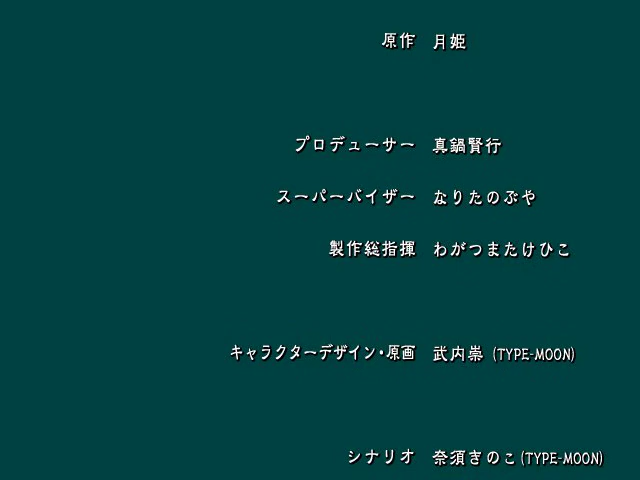 原作 月姫
プロデューサー 真鍋賢行
スーパーバイザー なりたのぶや
製作総指揮 わがつまたけひこ
キャラクターデザイン・原画 武内崇 (TYPE-MOON)
シナリオ 奈須きのこ(TYPE-MOON)